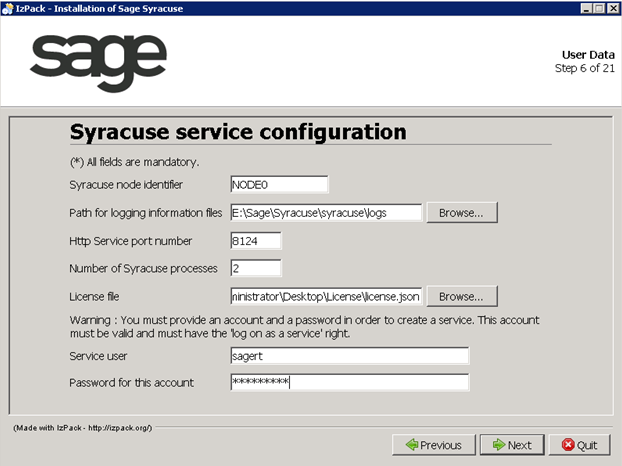 IzPack - Installation of Sage Syracuse
sage
User Data
Step 6 of 21
Syracuse service configuration
(*) All fields are mandatory.
Syracuse node identifier NODE0
Path for logging information files E:\Sage\Syracuse\syracuse\logs Browse...
Http Service port number 8124
Number of Syracuse processes 2
License file ministrator\Desktop\License\license.json Browse...
Warning : You must provide an account and a password in order to create a service. This account
must be valid and must have the 'log on as a service' right.
Service user sagert
Password for this account *********
(Made with IzPack - http://izpack.org/)
Previous Next Quit